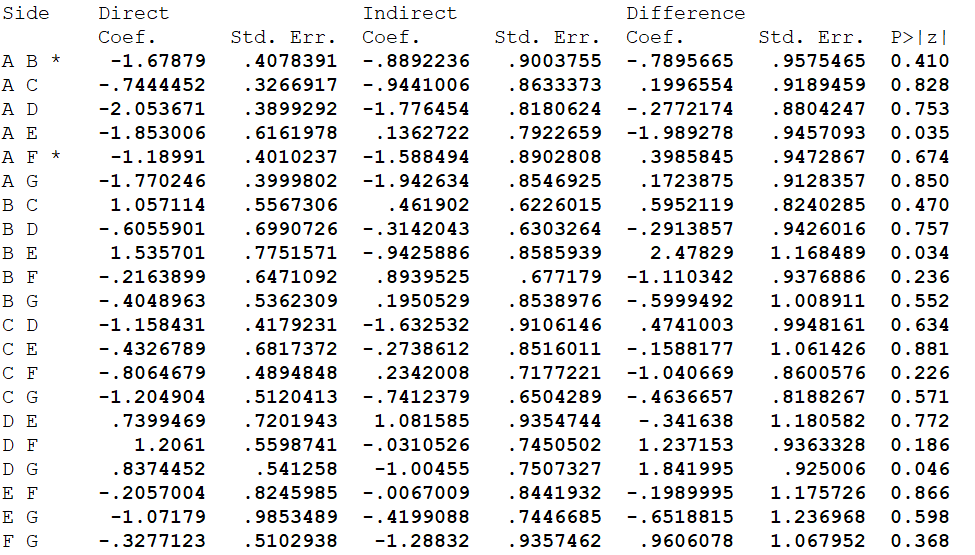 Side Direct Indirect Difference
Coef. Std. Err. Coef. Std. Err. Coef. Std. Err. P>|z|
A B * -1.67879 .4078391 -.8892236 .9003755 -.7895665 .9575465 0.410
A C -.7444452 .3266917 -.9441006 .8633373 .1996554 .9189459 0.828
A D -2.053671 .3899292 -1.776454 .8180624 -.2772174 .8804247 0.753
A E -1.853006 .6161978 .1362722 .7922659 -1.989278 .9457093 0.035
A F * -1.18991 .4010237 -1.588494 .8902808 .3985845 .9472867 0.674
A G -1.770246 .3999802 -1.942634 .8546925 .1723875 .9128357 0.850
B C 1.057114 .5567306 .461902 .6226015 .5952119 .8240285 0.470
B D -.6055901 .6990726 -.3142043 .6303264 -.2913857 .9426016 0.757
B E 1.535701 .7751571 -.9425886 .8585939 2.47829 1.168489 0.034
B F -.2163899 .6471092 .8939525 .677179 -1.110342 .9376886 0.236
B G -.4048963 .5362309 .1950529 .8538976 -.5999492 1.008911 0.552
C D -1.158431 .4179231 -1.632532 .9106146 .4741003 .9948161 0.634
C E -.4326789 .6817372 -.2738612 .8516011 -.1588177 1.061426 0.881
C F -.8064679 .4894848 .2342008 .7177221 -1.040669 .8600576 0.226
C G -1.204904 .5120413 -.7412379 .6504289 -.4636657 .8188267 0.571
D E .7399469 .7201943 1.081585 .9354744 -.341638 1.180582 0.772
D F 1.2061 .5598741 -.0310526 .7450502 1.237153 .9363328 0.186
D G .8374452 .541258 -1.00455 .7507327 1.841995 .925006 0.046
E F -.2057004 .8245985 -.0067009 .8441932 -.1989995 1.175726 0.866
E G -1.07179 .9853489 -.4199088 .7446685 -.6518815 1.236968 0.598
F G -.3277123 .5102938 -1.28832 .9357462 .9606078 1.067952 0.368